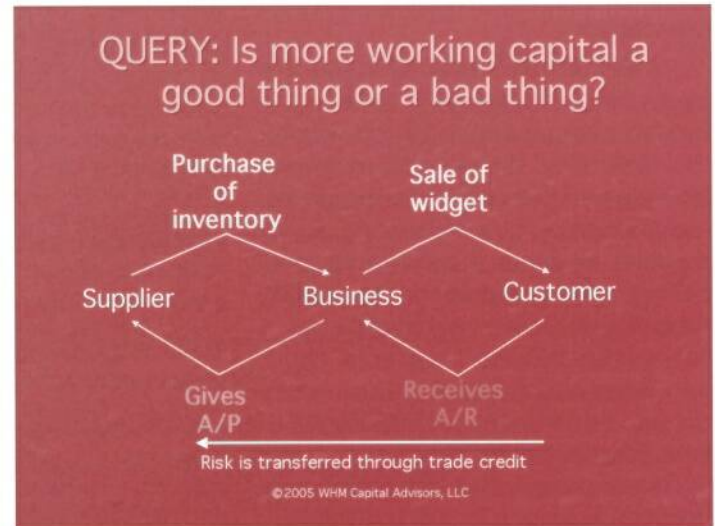 QUERY: Is more working capital a
good thing or a bad thing?
Purchase
of
inventory
Sale of
widget
Supplier
Business
Customer
Gives
A/P
Receives
A/R
Risk is transferred through trade credit
©2005 WHM Capital Advisors, LLC